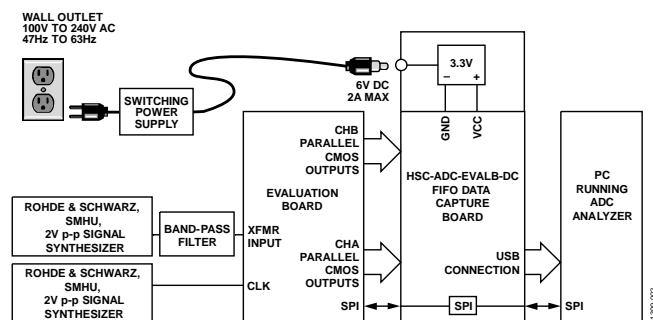 WALL OUTLET
100V TO 240V AC
47Hz TO 63Hz
SWITCHING
POWER
SUPPLY
6V DC
2A MAX
3.3V
– +
GND
VCC
CHB
PARALLEL
CMOS
OUTPUTS
EVALUATION
BOARD
XFMR
INPUT
CLK
CHA
PARALLEL
CMOS
OUTPUTS
SPI
HSC-ADC-EVALB-DC
FIFO DATA
CAPTURE
BOARD
USB
CONNECTION
SPI
PC
RUNNING
ADC
ANALYZER
SPI
ROHDE & SCHWARZ,
SMHU,
2V p-p SIGNAL
SYNTHESIZER
BAND-PASS
FILTER
ROHDE & SCHWARZ,
SMHU,
2V p-p SIGNAL
SYNTHESIZER